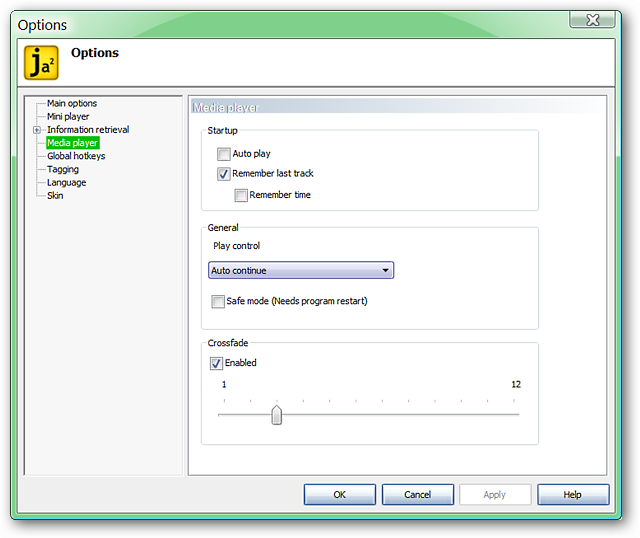 Options
ja²
Options
Main options
Mini player
Information retrieval
Media player
Global hotkeys
Tagging
Language
Skin
Media player
Startup
Auto play
Remember last track
Remember time
General
Play control
Auto continue
Safe mode (Needs program restart)
Crossfade
Enabled
1 12
OK Cancel Apply Help